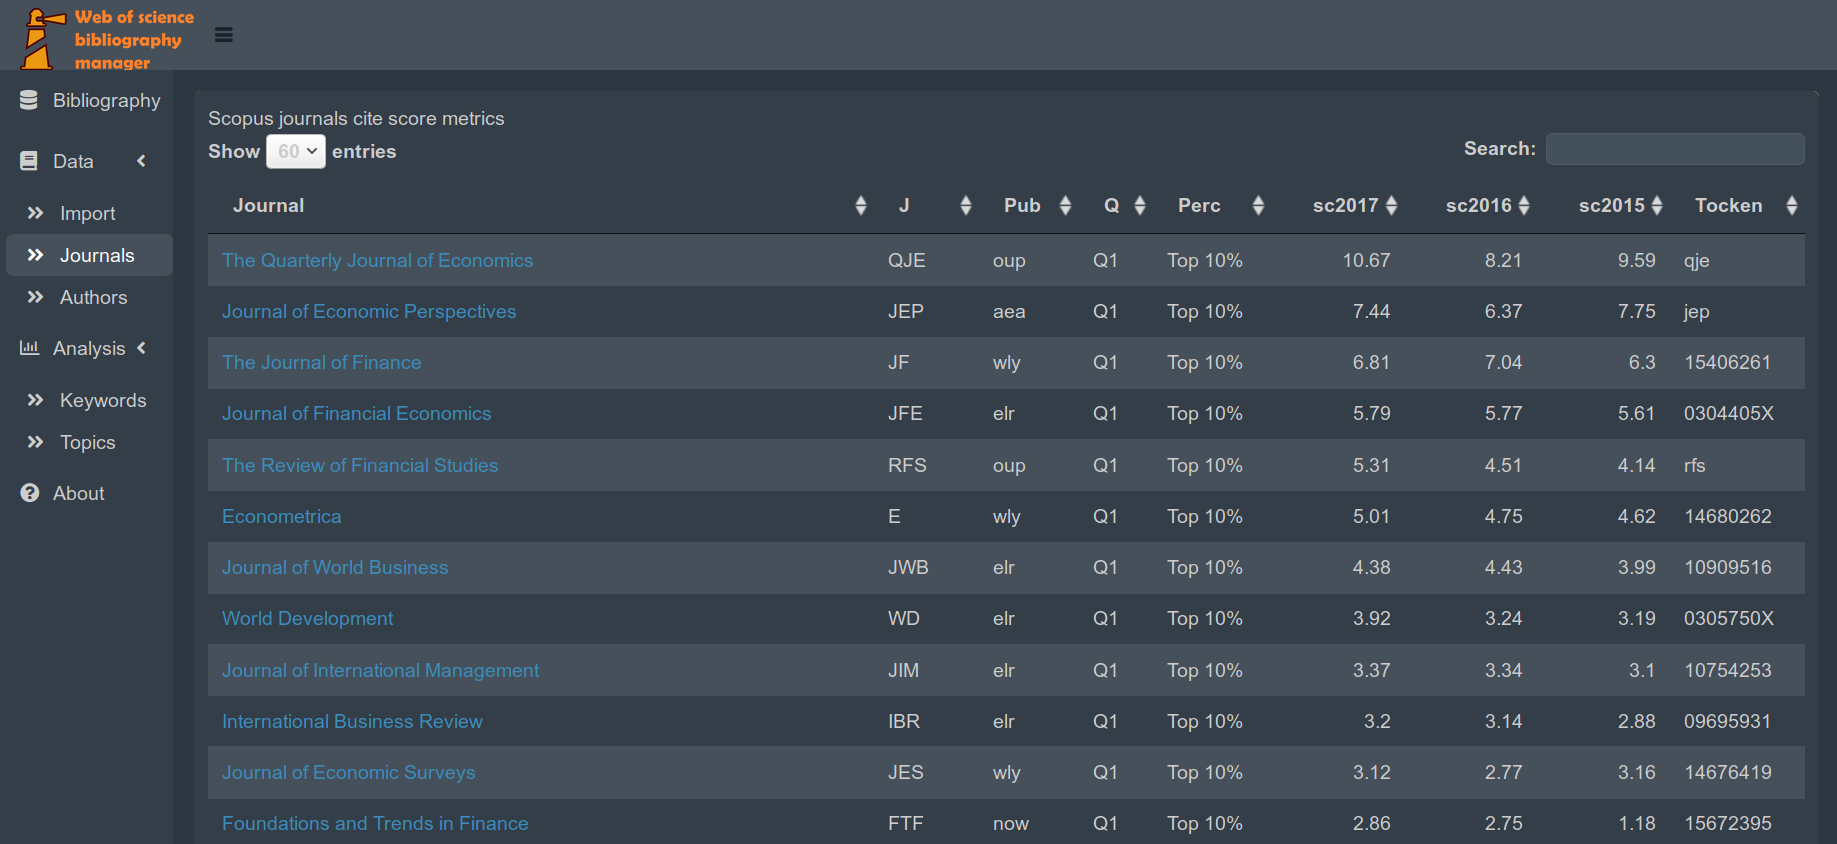 Web of science
bibliography
manager
Bibliography
Data
Import
Journals
Authors
Analysis
Keywords
Topics
About
Scopus journals cite score metrics
Show 60 entries
Search:
Journal J Pub Q Perc sc2017 sc2016 sc2015 Tocken
The Quarterly Journal of Economics QJE oup Q1 Top 10% 10.67 8.21 9.59 qje
Journal of Economic Perspectives JEP aea Q1 Top 10% 7.44 6.37 7.75 jep
The Journal of Finance JF wly Q1 Top 10% 6.81 7.04 6.3 15406261
Journal of Financial Economics JFE elr Q1 Top 10% 5.79 5.77 5.61 0304405X
The Review of Financial Studies RFS oup Q1 Top 10% 5.31 4.51 4.14 rfs
Econometrica E wly Q1 Top 10% 5.01 4.75 4.62 14680262
Journal of World Business JWB elr Q1 Top 10% 4.38 4.43 3.99 10909516
World Development WD elr Q1 Top 10% 3.92 3.24 3.19 0305750X
Journal of International Management JIM elr Q1 Top 10% 3.37 3.34 3.1 10754253
International Business Review IBR elr Q1 Top 10% 3.2 3.14 2.88 09695931
Journal of Economic Surveys JES wly Q1 Top 10% 3.12 2.77 3.16 14676419
Foundations and Trends in Finance FTF now Q1 Top 10% 2.86 2.75 1.18 15672395